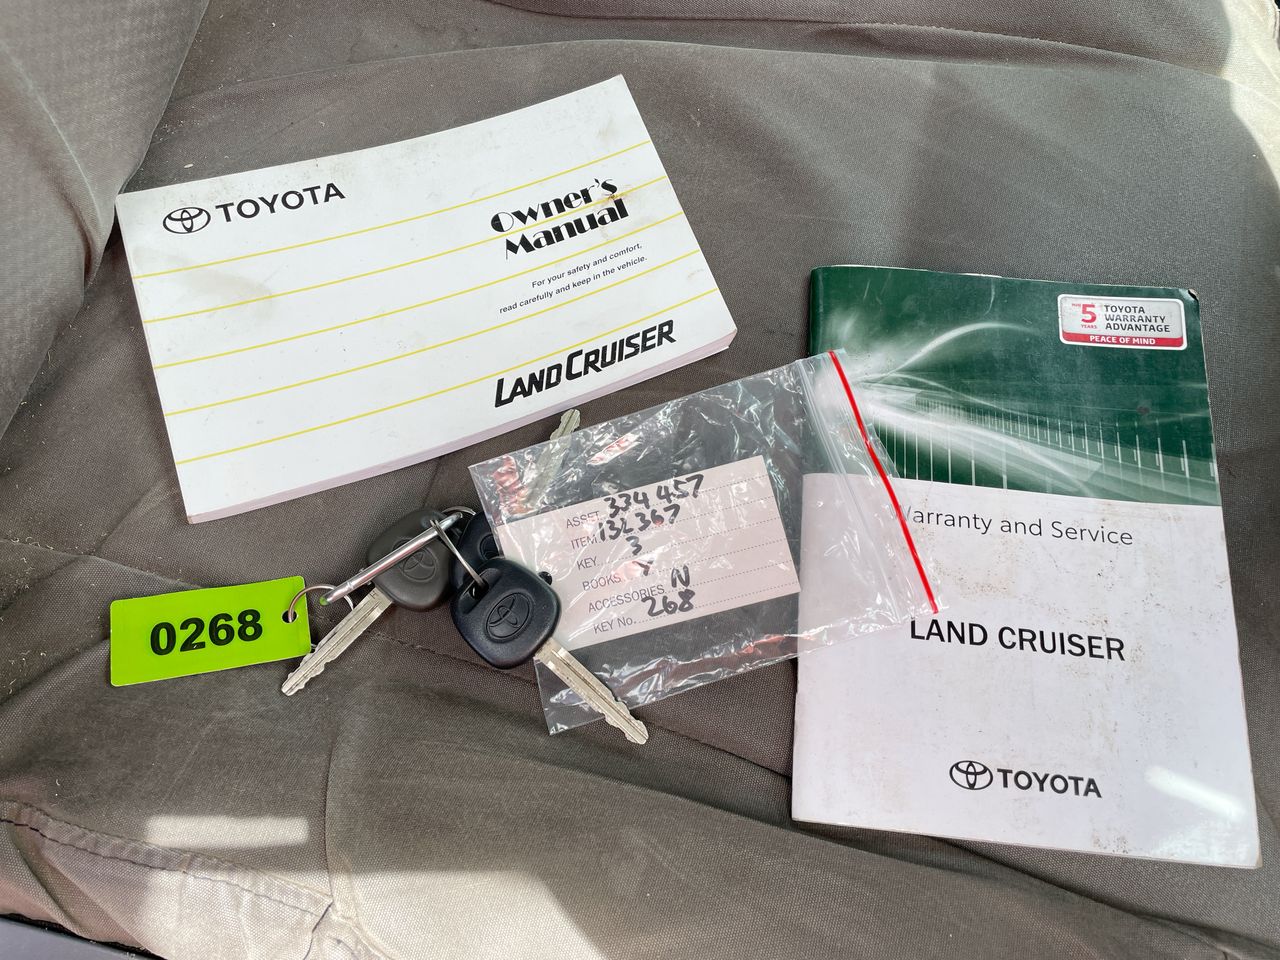 TOYOTA
Owner's
Manual
For your safety and comfort,
read carefully and keep in the vehicle.
LAND CRUISER
5
YEARS
TOYOTA
WARRANTY
ADVANTAGE
PEACE OF MIND
Warranty and Service
LAND CRUISER
TOYOTA
ASSET 334 457
ITEM 132367
KEY 3
BOOKS Y
ACCESSORIES N
KEY No. 268
0268